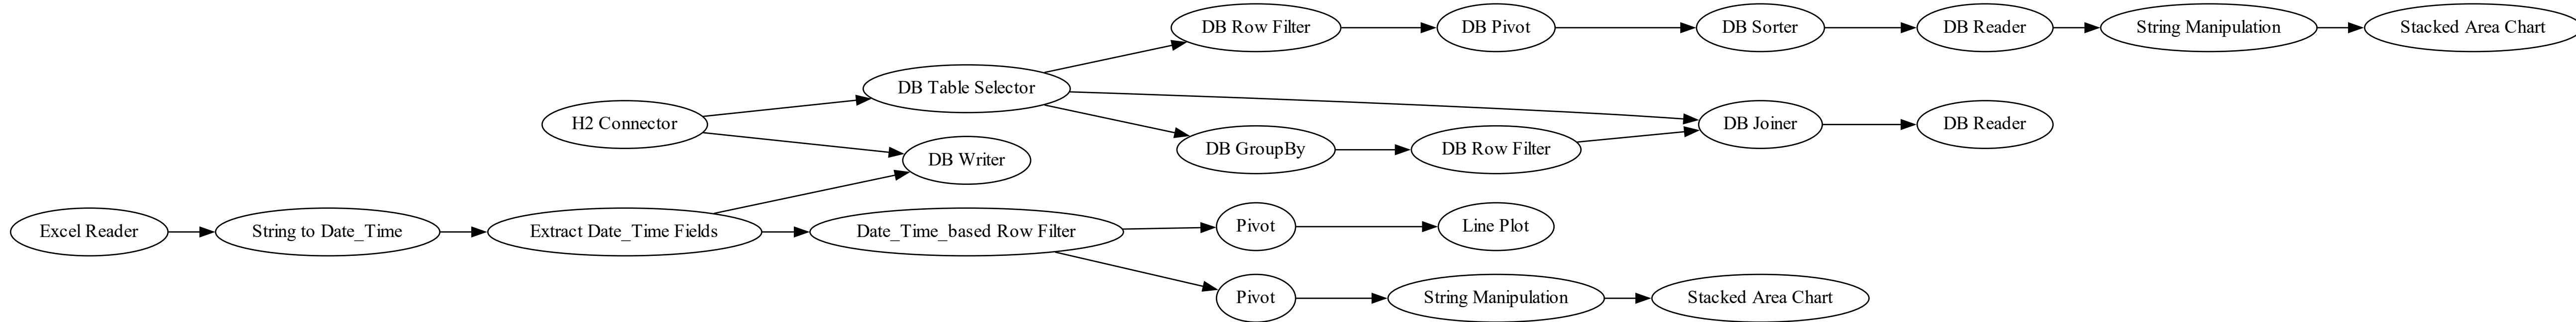 DB Row Filter
DB Pivot
DB Sorter
DB Reader
String Manipulation
Stacked Area Chart
DB Table Selector
H2 Connector
DB Joiner
DB Reader
DB GroupBy
DB Row Filter
DB Writer
Excel Reader
String to Date_Time
Extract Date_Time Fields
Date_Time_based Row Filter
Pivot
Line Plot
Pivot
String Manipulation
Stacked Area Chart